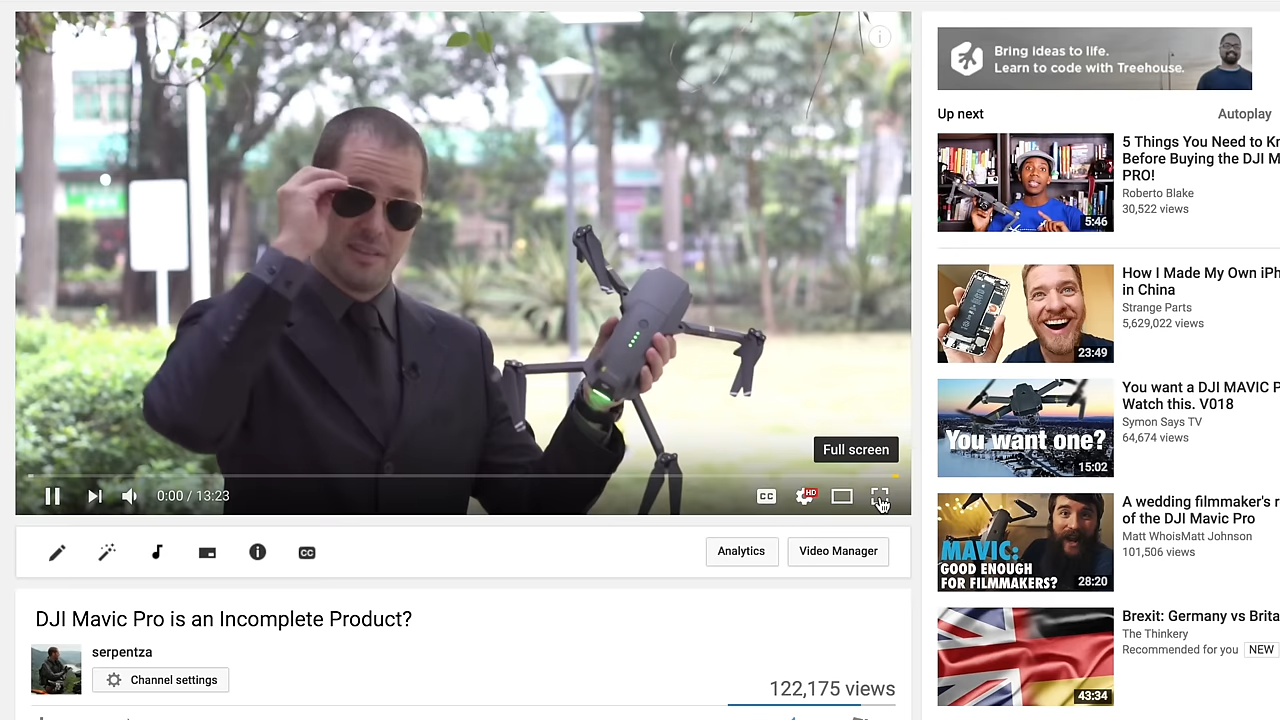 Full screen
0:00 / 13:23
CC
HD
CC
Analytics
Video Manager
DJI Mavic Pro is an Incomplete Product?
serpentza
Channel settings
122,175 views
Bring ideas to life.
Learn to code with Treehouse.
Up next
Autoplay
5:46
5 Things You Need to Kn
Before Buying the DJI M
PRO!
Roberto Blake
30,522 views
23:49
How I Made My Own iPh
in China
Strange Parts
5,629,022 views
You want one?
15:02
You want a DJI MAVIC P
Watch this. V018
Symon Says TV
64,674 views
MAVIC:
GOOD ENOUGH
FOR FILMMAKERS?
28:20
A wedding filmmaker's r
of the DJI Mavic Pro
Matt WhoisMatt Johnson
101,506 views
43:34
Brexit: Germany vs Brita
The Thinkery
Recommended for you NEW